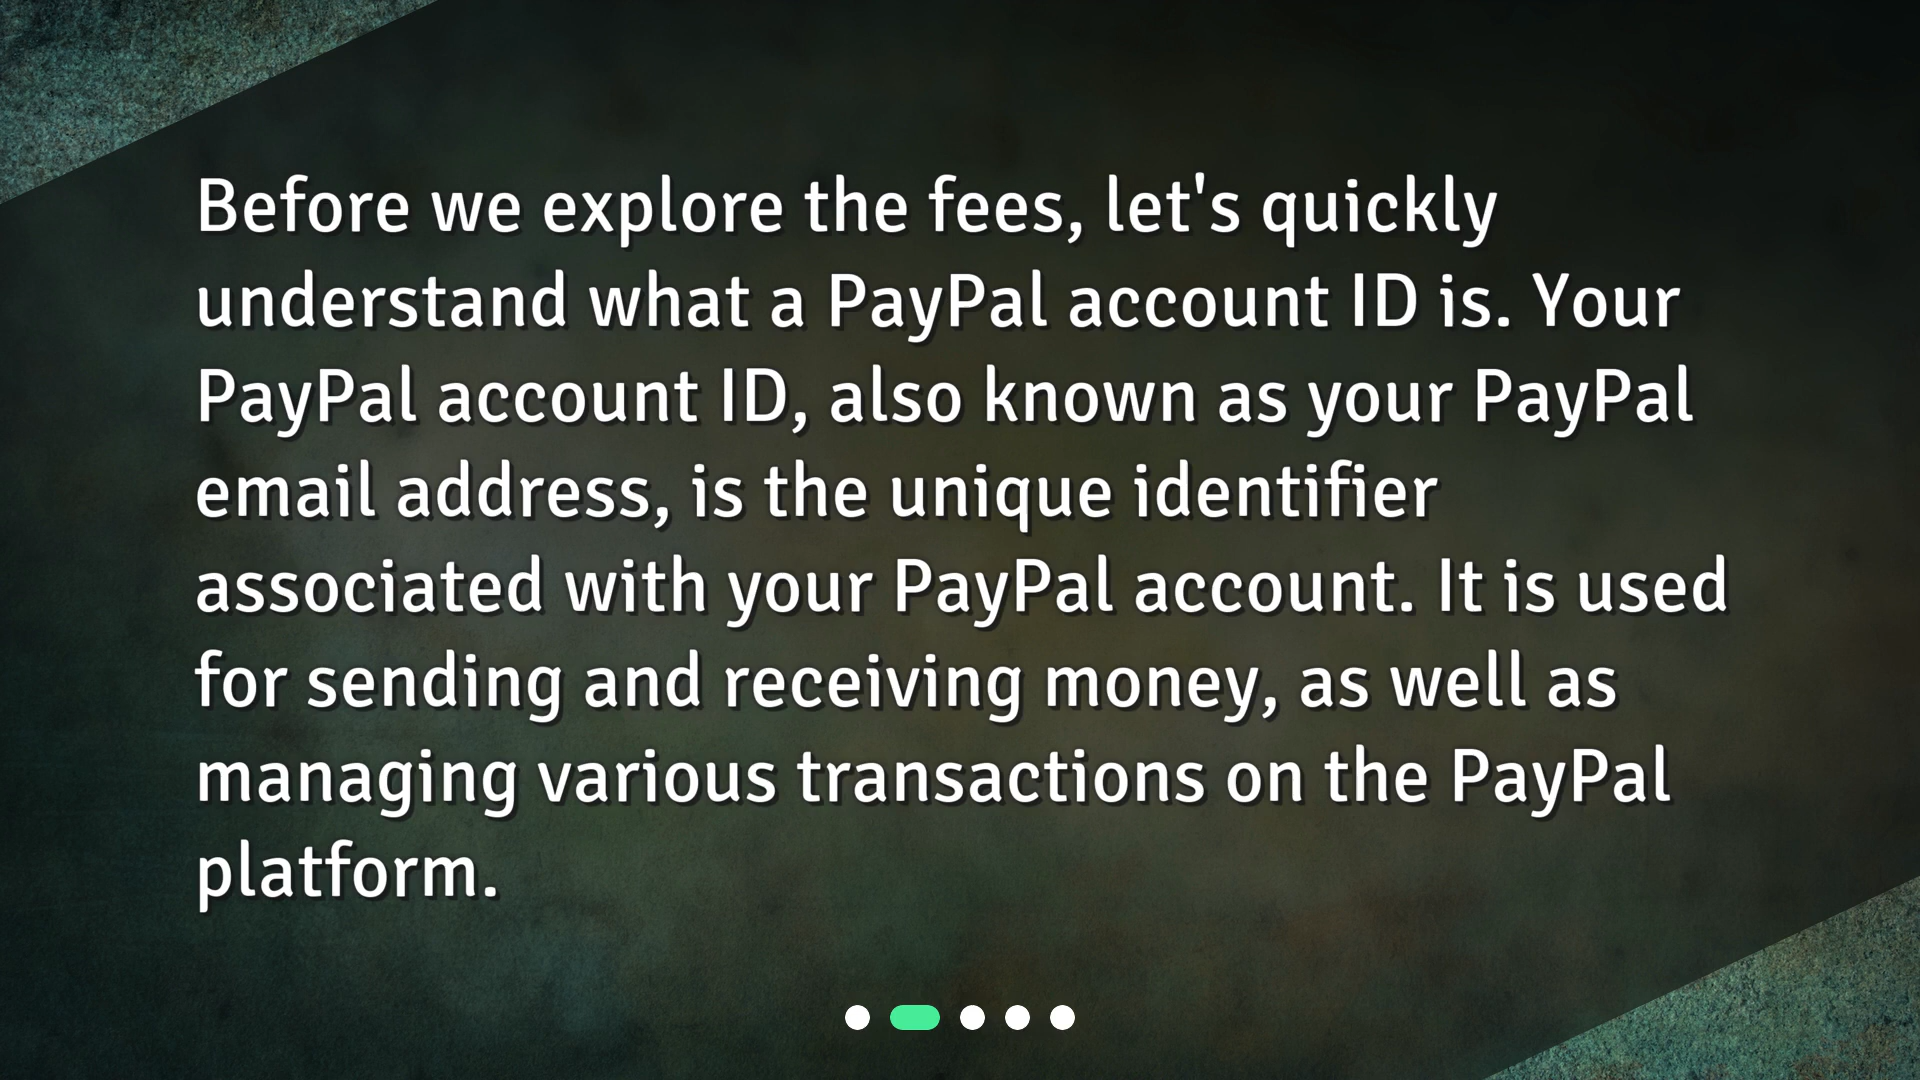 Before we explore the fees, let's quickly
understand what a PayPal account ID is. Your
PayPal account ID, also known as your PayPal
email address, is the unique identifier
associated with your PayPal account. It is used
for sending and receiving money, as well as
managing various transactions on the PayPal
platform.